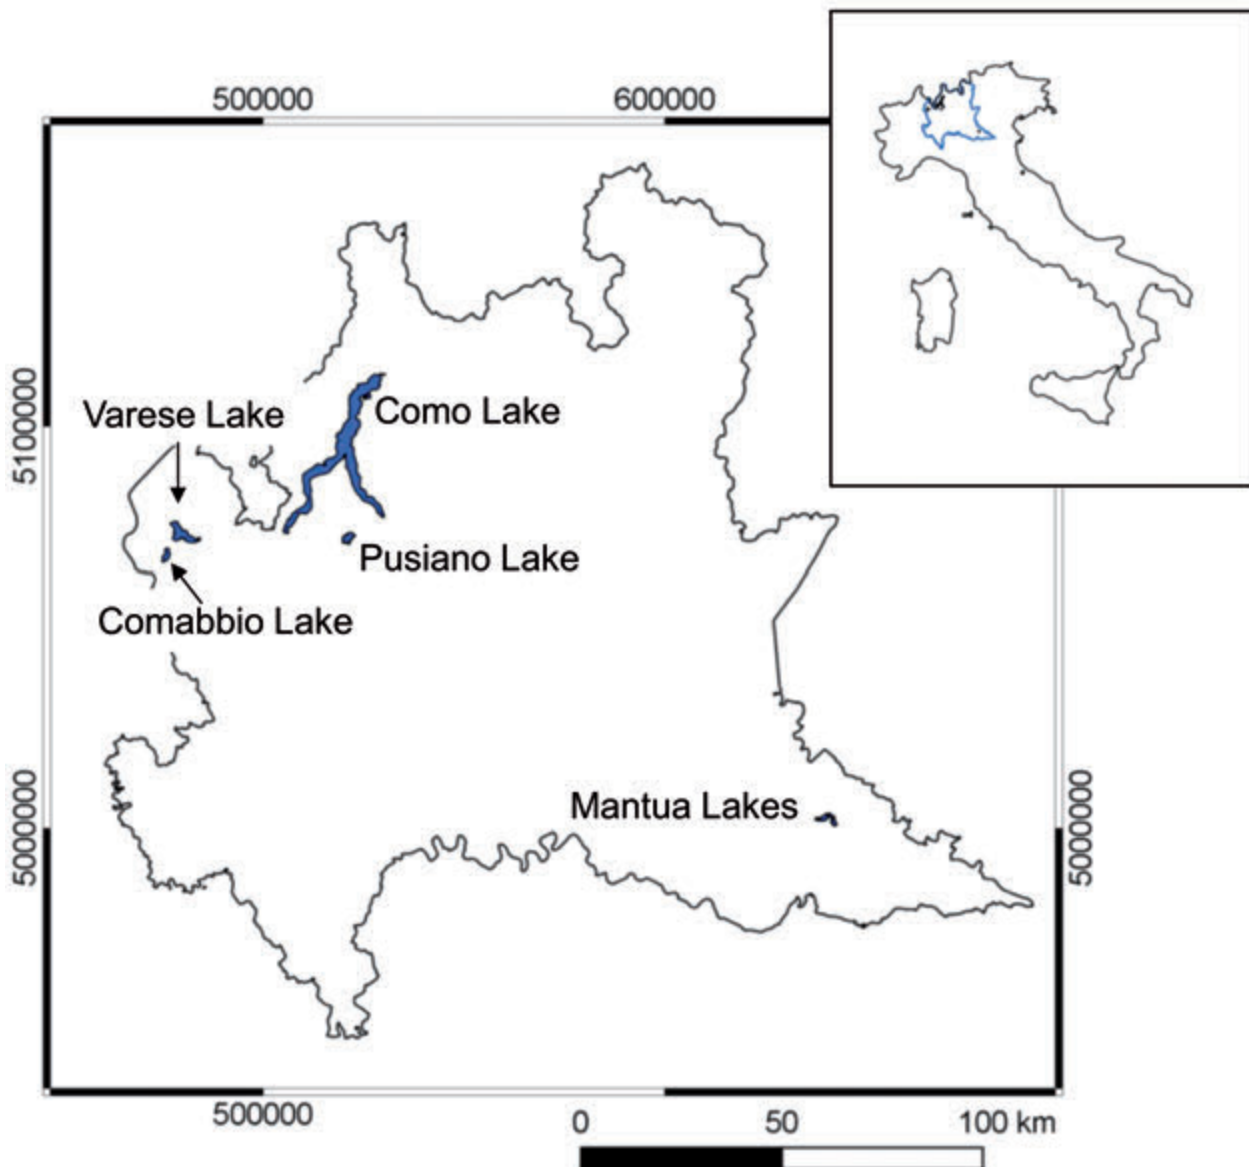 500000
600000
5100000
Varese Lake
Como Lake
Pusiano Lake
Comabbio Lake
Mantua Lakes
5000000
5000000
500000
0
50
100 km